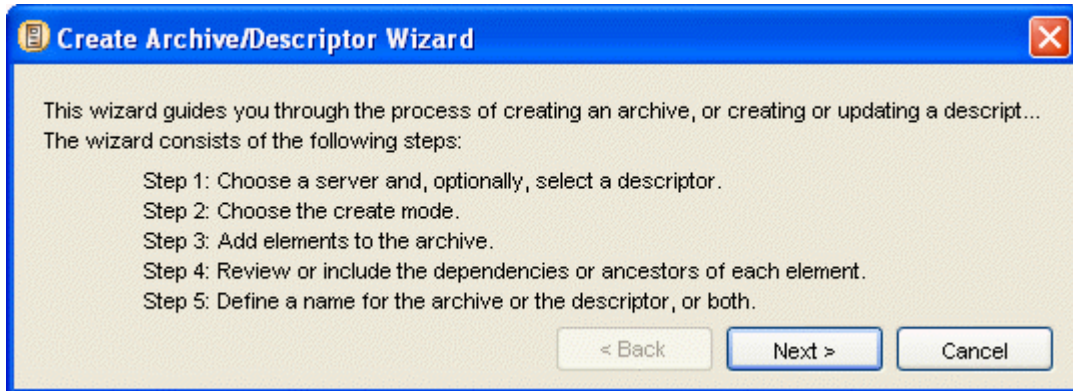 Create Archive/Descriptor Wizard
This wizard guides you through the process of creating an archive, or creating or updating a descript...
The wizard consists of the following steps:
Step 1: Choose a server and, optionally, select a descriptor.
Step 2: Choose the create mode.
Step 3: Add elements to the archive.
Step 4: Review or include the dependencies or ancestors of each element.
Step 5: Define a name for the archive or the descriptor, or both.
< Back Next > Cancel